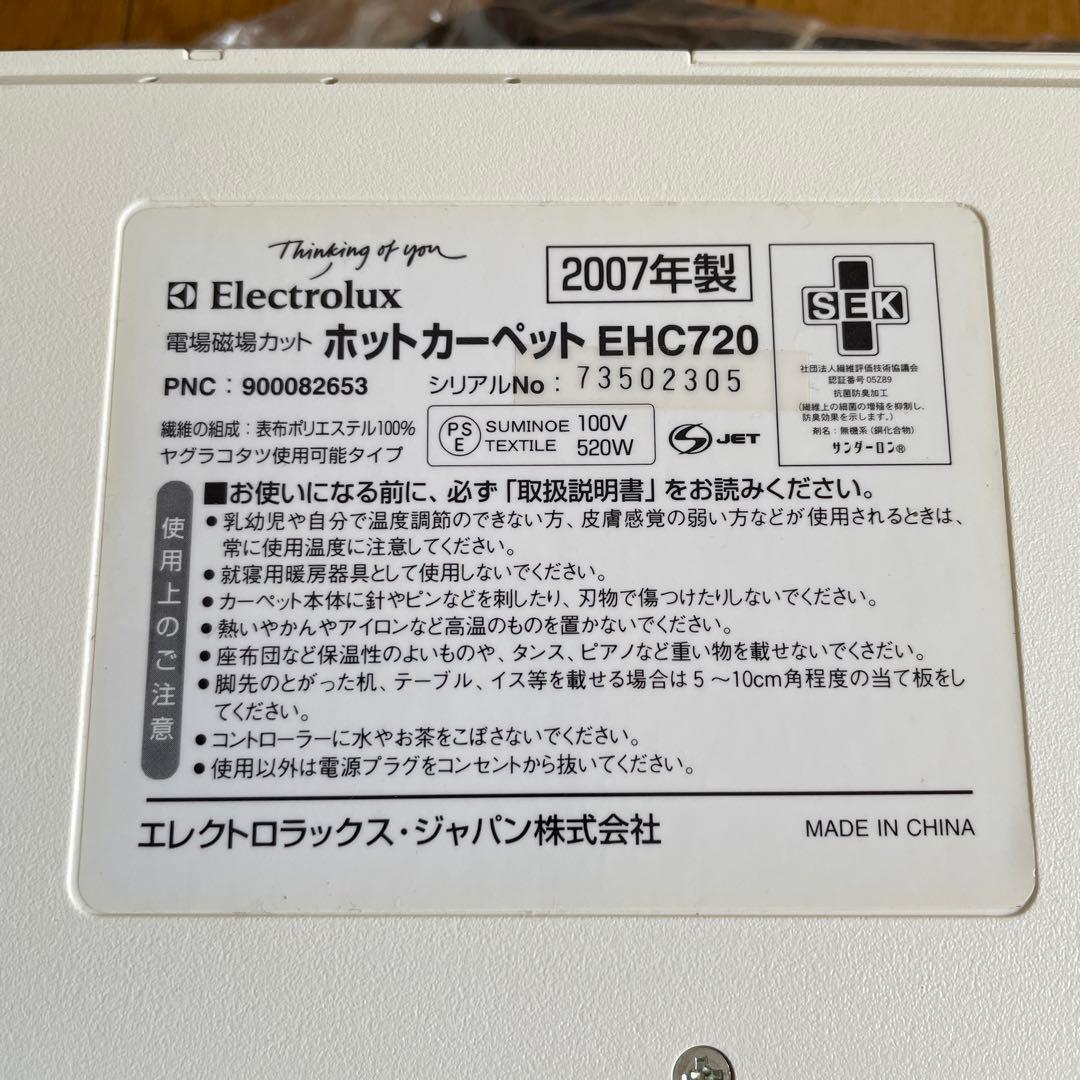 Thinking of you
Electrolux
2007年製
電場磁場カット ホットカーペット EHC720
PNC：900082653 シリアルNo：73502305
繊維の組成：表布ポリエステル100%
ヤグラコタツ使用可能タイプ
PSE SUMINOE TEXTILE 100V 520W
JET
SEK
社団法人繊維評価技術協議会
認証番号 05Z89
抗菌防臭加工
(繊維上の細菌の増殖を抑制し、
防臭効果を示します。)
剤名：無機系(銅化合物)
サンダーロン®
使用上のご注意
■お使いになる前に、必ず「取扱説明書」をお読みください。
●乳幼児や自分で温度調節のできない方、皮膚感覚の弱い方などが使用されるときは、
常に使用温度に注意してください。
●就寝用暖房器具として使用しないでください。
●カーペット本体に針やピンなどを刺したり、刃物で傷つけたりしないでください。
●熱いやかんやアイロンなど高温のものを置かないでください。
●座布団など保温性のよいものや、タンス、ピアノなど重い物を載せないでください。
●脚先のとがった机、テーブル、イス等を載せる場合は5～10cm角程度の当て板をし
てください。
●コントローラーに水やお茶をこぼさないでください。
●使用以外は電源プラグをコンセントから抜いてください。
エレクトロラックス・ジャパン株式会社
MADE IN CHINA